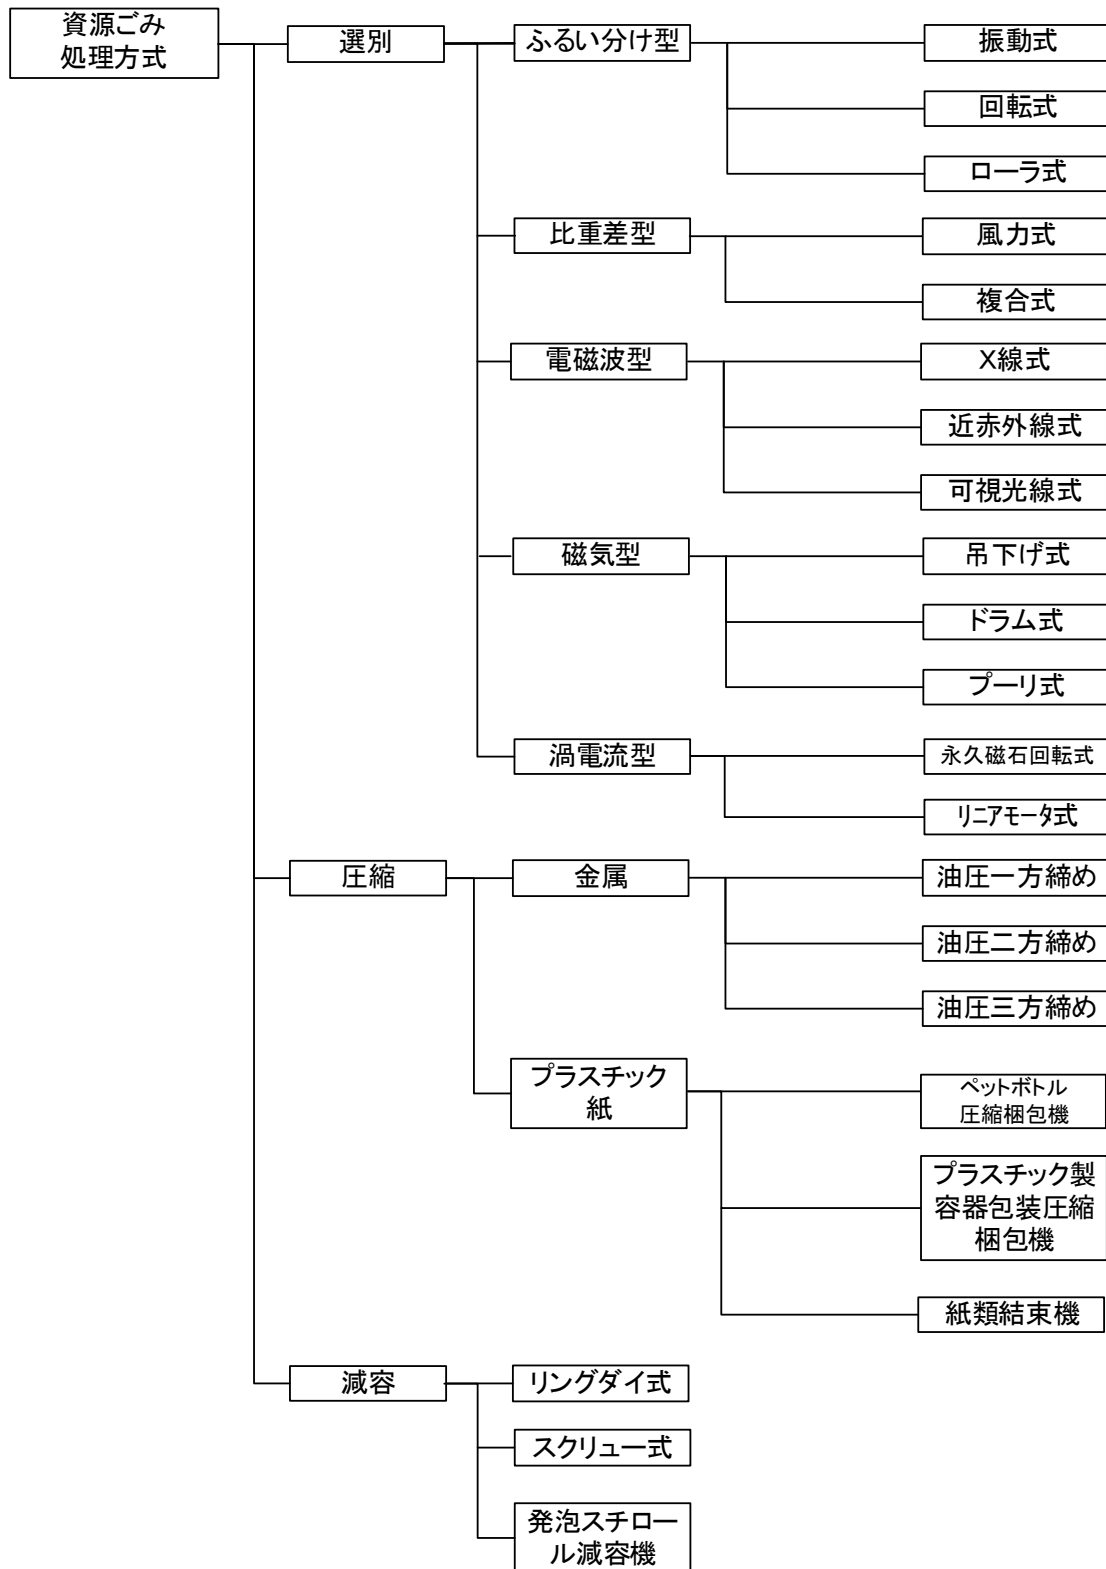 資源ごみ
処理方式
選別
ふるい分け型
振動式
回転式
ローラ式
比重差型
風力式
複合式
電磁波型
X線式
近赤外線式
可視光線式
磁気型
吊下げ式
ドラム式
プーリ式
渦電流型
永久磁石回転式
リニアモータ式
圧縮
金属
油圧一方締め
油圧二方締め
油圧三方締め
プラスチック
紙
ペットボトル
圧縮梱包機
プラスチック製
容器包装圧縮
梱包機
紙類結束機
減容
リングダイ式
スクリュー式
発泡スチロー
ル減容機